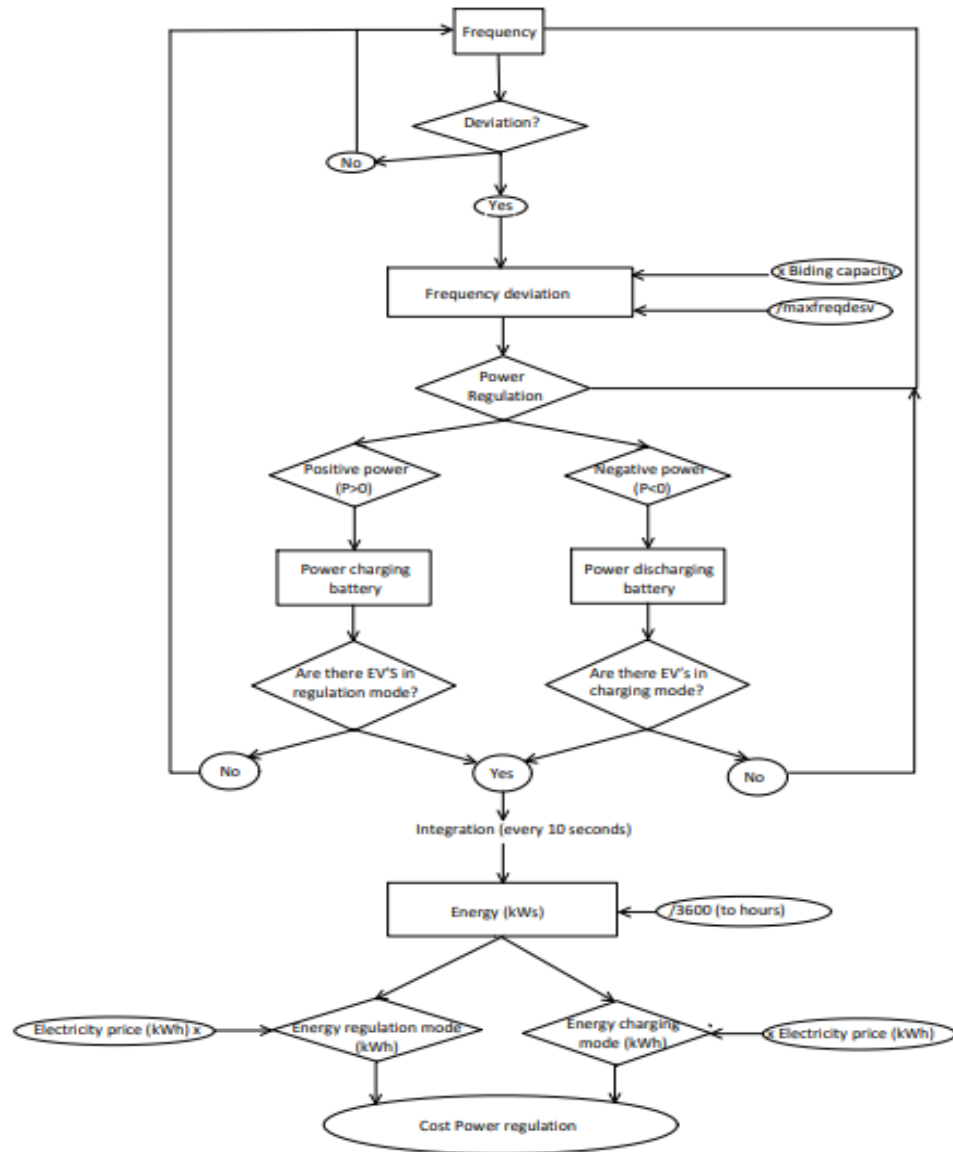 Frequency
Deviation?
No
Yes
x Biding capacity
Frequency deviation
/maxfreqdesv
Power
Regulation
Positive power
(P>0)
Negative power
(P<0)
Power charging
battery
Power discharging
battery
Are there EV'S in
regulation mode?
Are there EV's in
charging mode?
No
Yes
No
Integration (every 10 seconds)
Energy (kWs)
/3600 (to hours)
Electricity price (kWh) x
Energy regulation mode
(kWh)
Energy charging
mode (kWh)
x Electricity price (kWh)
Cost Power regulation